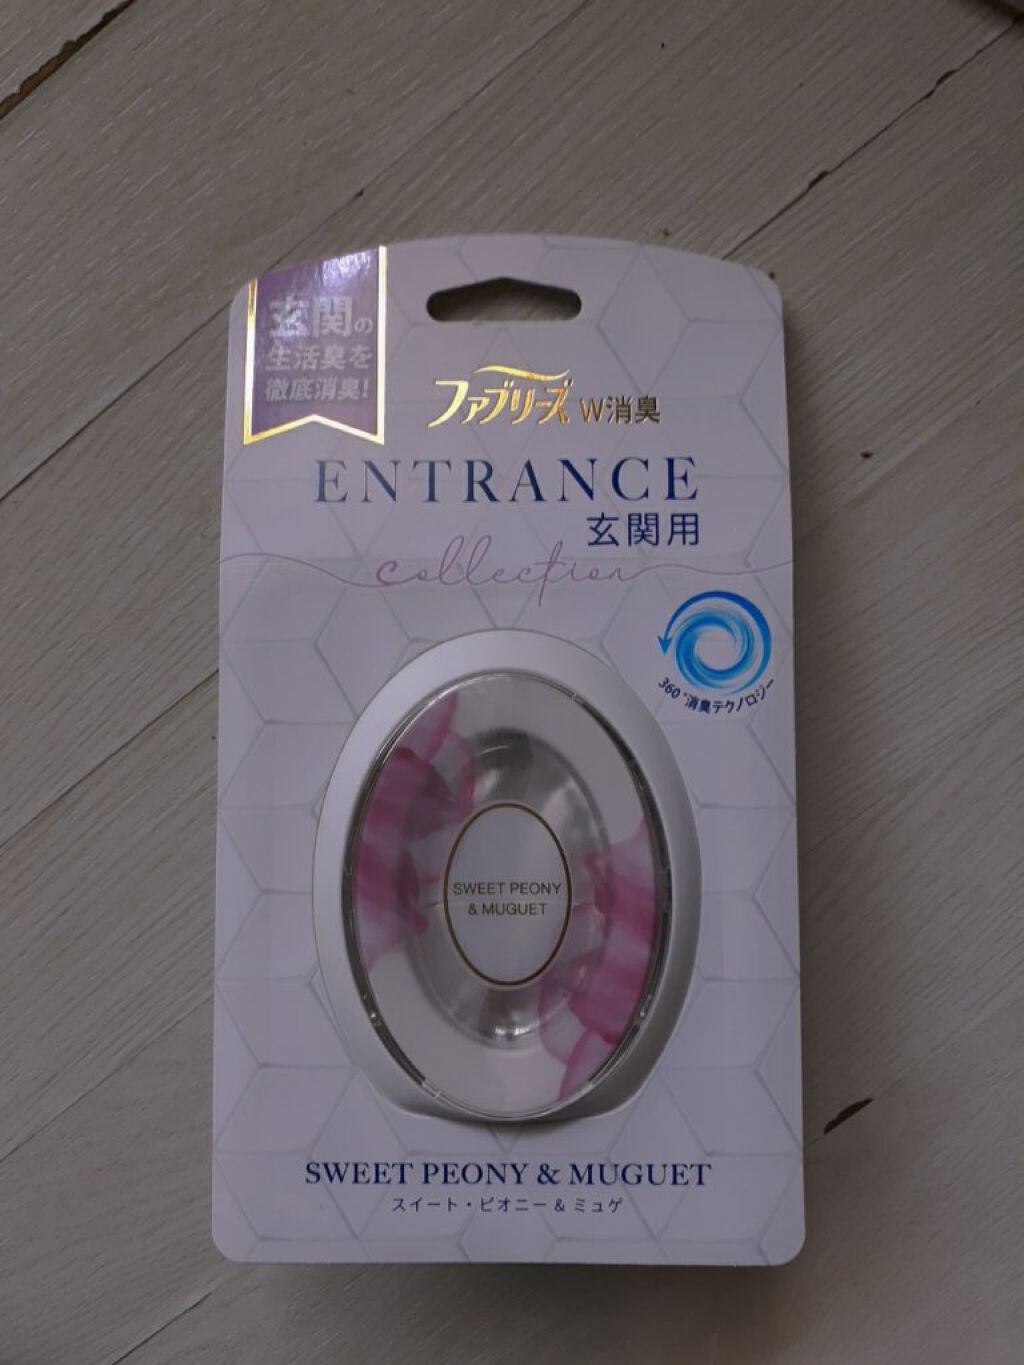 玄関の
生活臭を
徹底消臭!
ファブリーズ W消臭
ENTRANCE
玄関用
collection
360°消臭テクノロジー
SWEET PEONY
& MUGUET
SWEET PEONY & MUGUET
スイート・ピオニー & ミュゲ